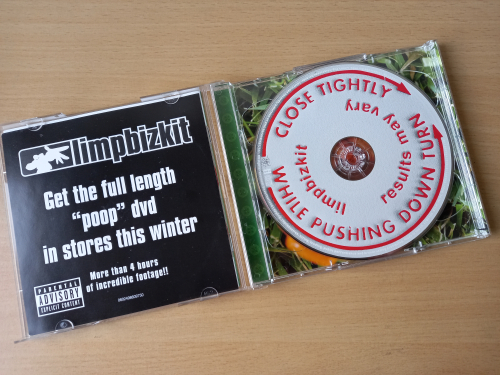 limpbizkit
Get the full length
"poop" dvd
in stores this winter
More than 4 hours
of incredible footage!!
PARENTAL
ADVISORY
EXPLICIT CONTENT
CLOSE TIGHTLY
WHILE PUSHING DOWN TURN
limpbizkit
results may vary